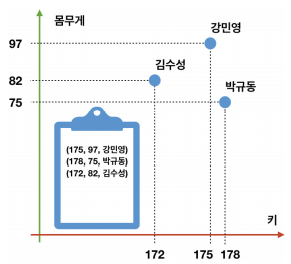 몸무게
강민영
97
김수성
82
박규동
75
(175, 97, 강민영)
(178, 75, 박규동)
(172, 82, 김수성)
키
172 175 178